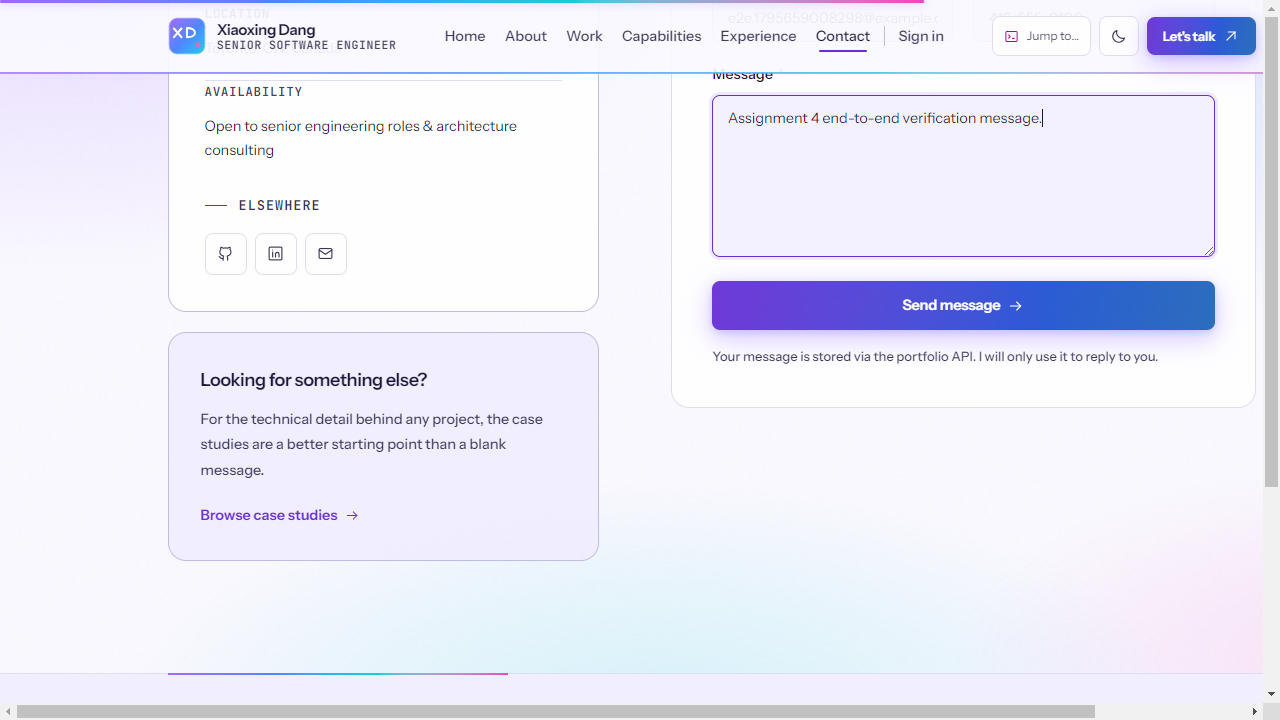 XD
Xiaoxing Dang
SENIOR SOFTWARE ENGINEER
Home
About
Work
Capabilities
Experience
Contact
Sign in
Jump to...
Let's talk
LOCATION
e2e.1795659008298@example.c
AVAILABILITY
Open to senior engineering roles & architecture
consulting
ELSEWHERE
Looking for something else?
For the technical detail behind any project, the case
studies are a better starting point than a blank
message.
Browse case studies →
Message
Assignment 4 end-to-end verification message.
Send message →
Your message is stored via the portfolio API. I will only use it to reply to you.